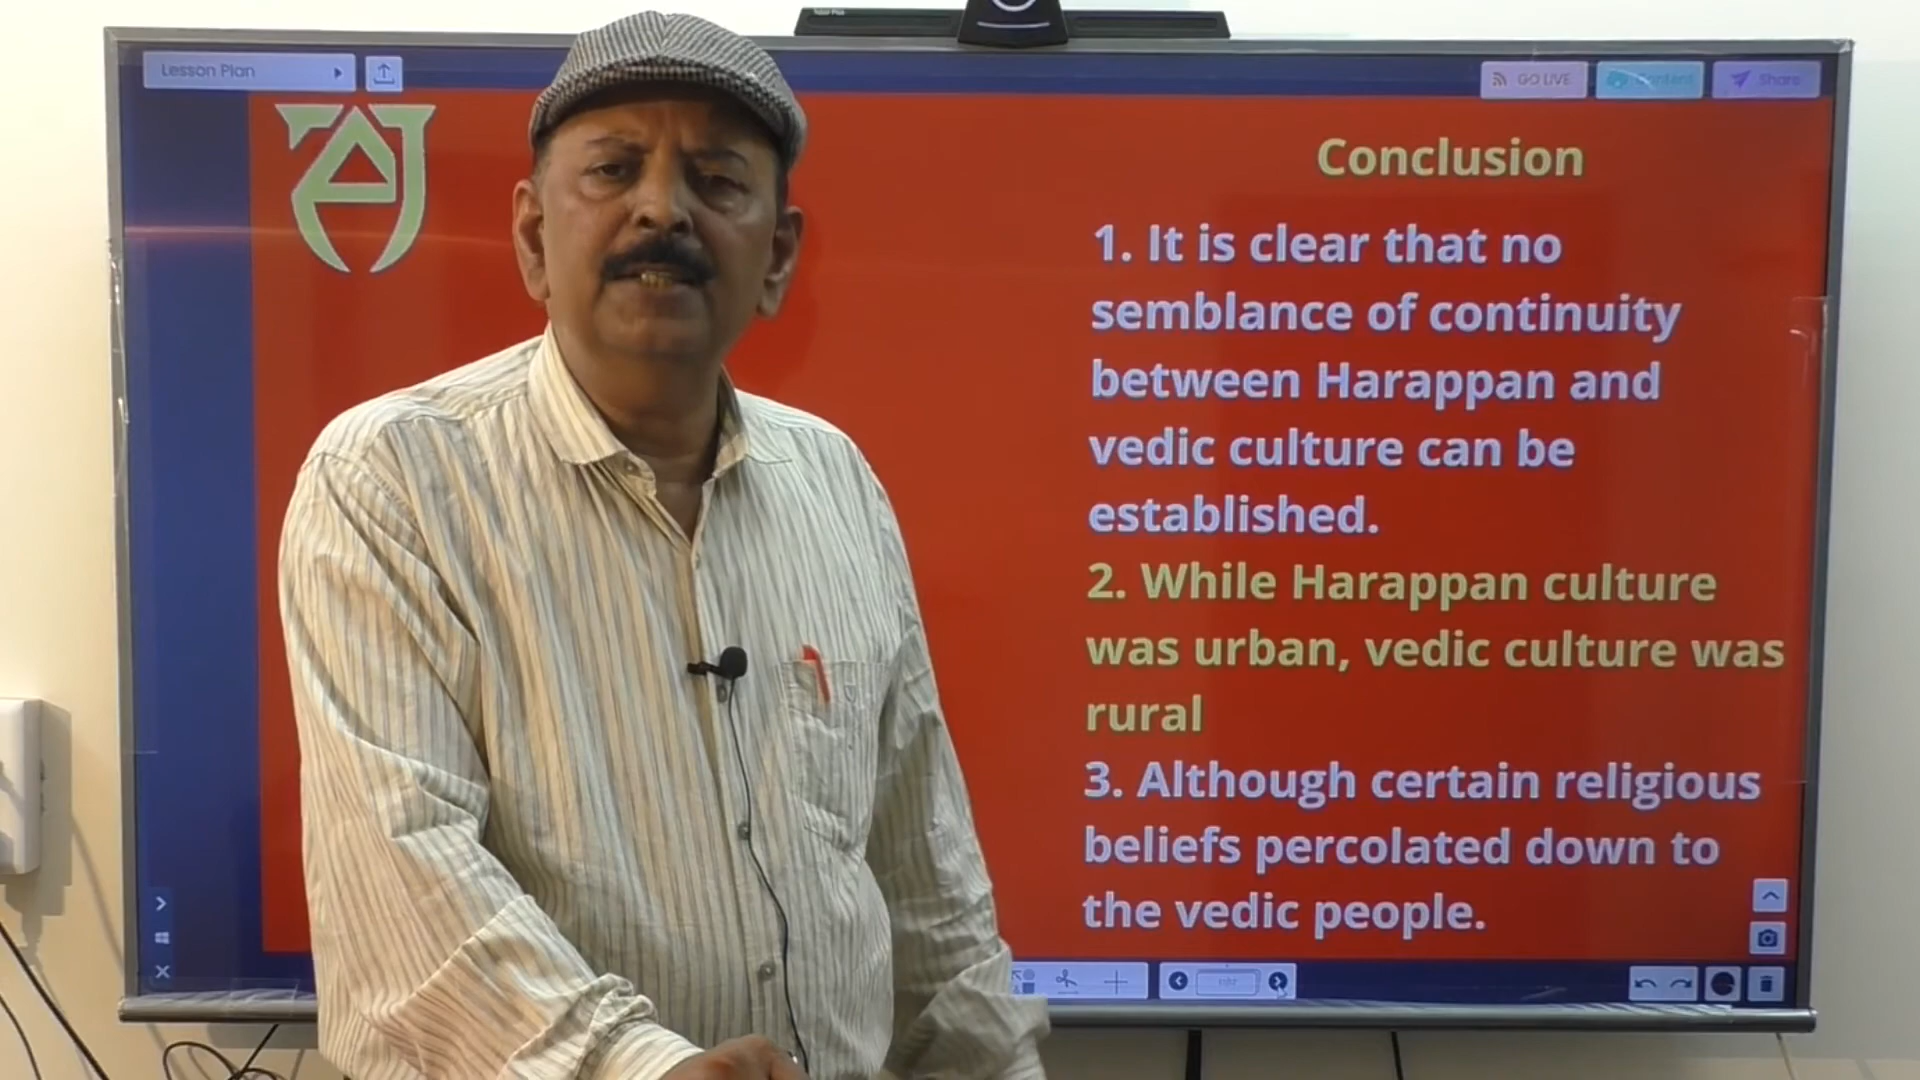 Lesson Plan
GO LIVE
Content
Share
Conclusion
1. It is clear that no
semblance of continuity
between Harappan and
vedic culture can be
established.
2. While Harappan culture
was urban, vedic culture was
rural
3. Although certain religious
beliefs percolated down to
the vedic people.